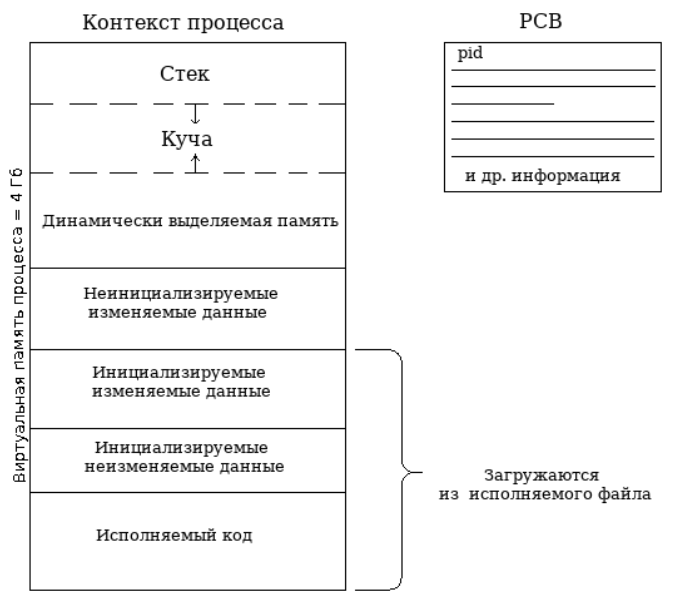 Контекст процесса
PCB
Стек
Куча
Динамически выделяемая память
Неинициализируемые
изменяемые данные
Инициализируемые
изменяемые данные
Инициализируемые
неизменяемые данные
Исполняемый код
Виртуальная память процесса = 4 Гб
pid
и др. информация
Загружаются
из исполняемого файла